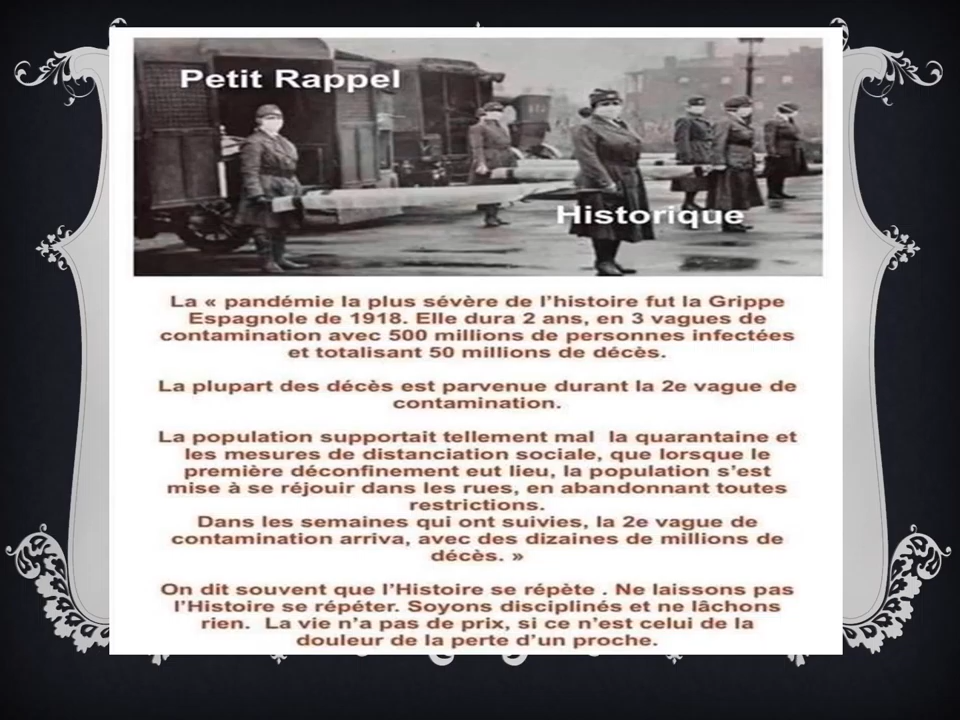 Petit Rappel
Historique
La « pandémie la plus sévère de l'histoire fut la Grippe
Espagnole de 1918. Elle dura 2 ans, en 3 vagues de
contamination avec 500 millions de personnes infectées
et totalisant 50 millions de décès.
La plupart des décès est parvenue durant la 2e vague de
contamination.
La population supportait tellement mal la quarantaine et
les mesures de distanciation sociale, que lorsque le
première déconfinement eut lieu, la population s'est
mise à se réjouir dans les rues, en abandonnant toutes
restrictions.
Dans les semaines qui ont suivies, la 2e vague de
contamination arriva, avec des dizaines de millions de
décès. »
On dit souvent que l'Histoire se répète . Ne laissons pas
l'Histoire se répéter. Soyons disciplinés et ne lâchons
rien. La vie n'a pas de prix, si ce n'est celui de la
douleur de la perte d'un proche.